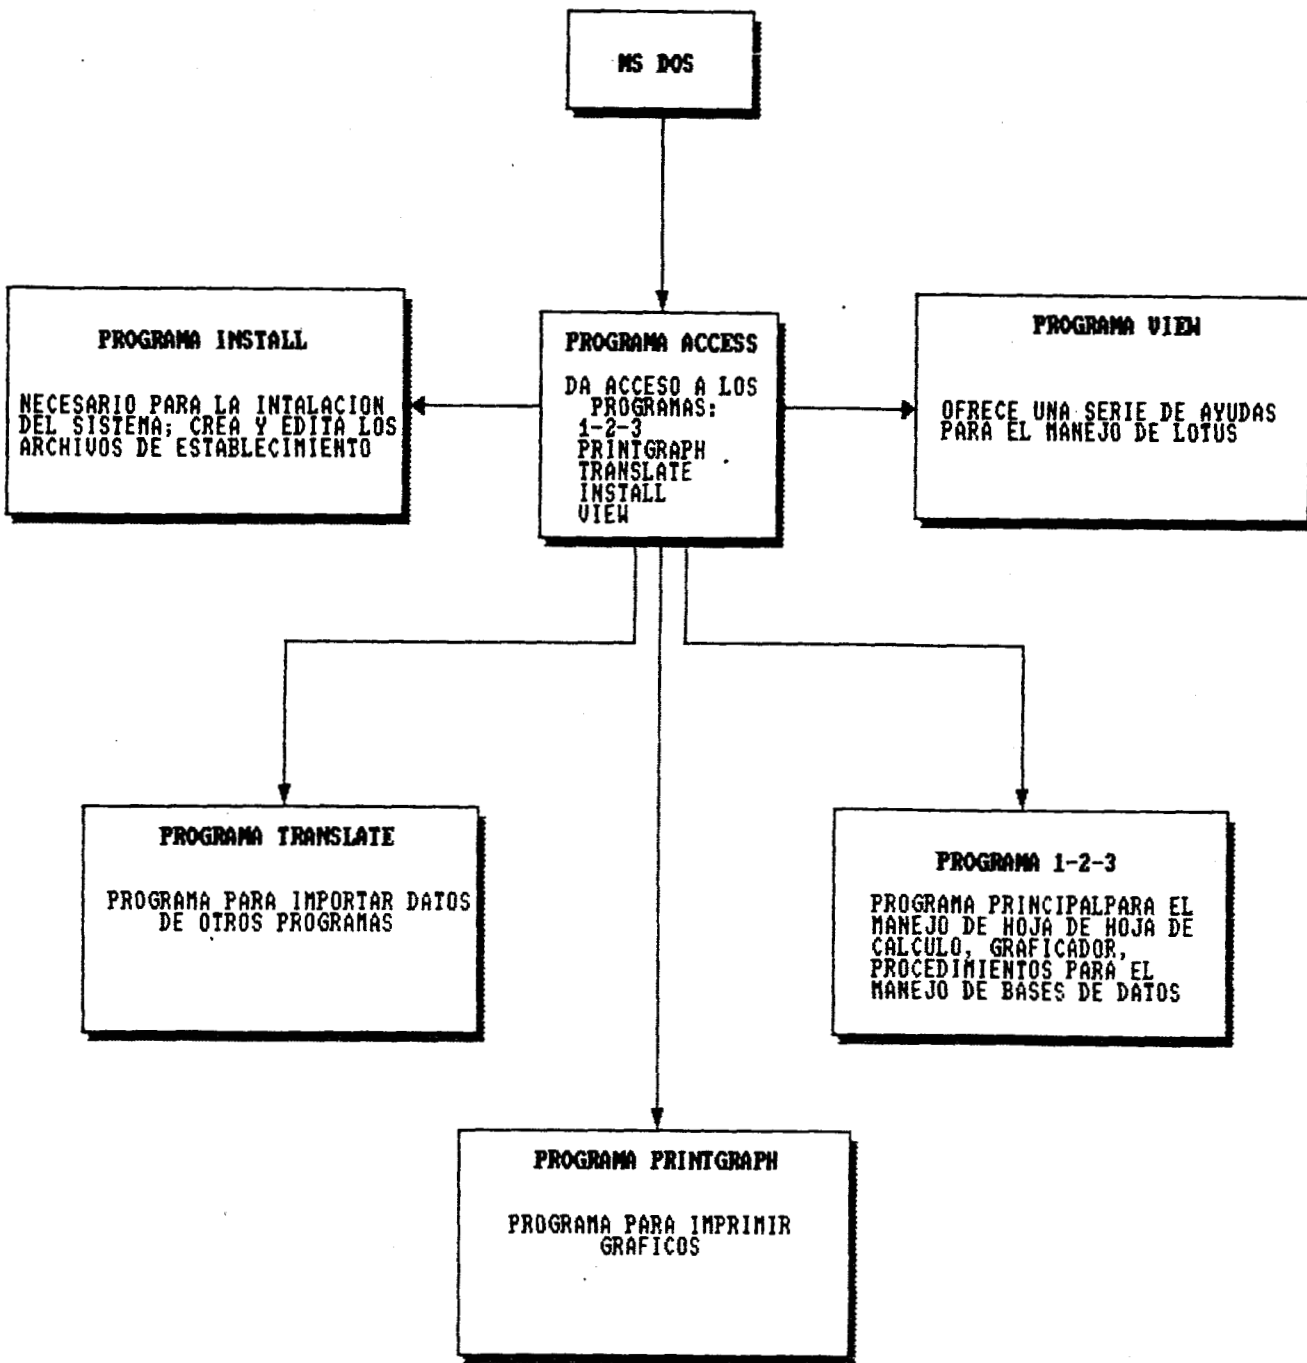 MS DOS
PROGRAMA INSTALL
NECESARIO PARA LA INTALACION
DEL SISTEMA; CREA Y EDITA LOS
ARCHIVOS DE ESTABLECIMIENTO
PROGRAMA ACCESS
DA ACCESO A LOS
PROGRAMAS:
1-2-3
PRINTGRAPH
TRANSLATE
INSTALL
VIEW
PROGRAMA VIEW
OFRECE UNA SERIE DE AYUDAS
PARA EL MANEJO DE LOTUS
PROGRAMA TRANSLATE
PROGRAMA PARA IMPORTAR DATOS
DE OTROS PROGRAMAS
PROGRAMA 1-2-3
PROGRAMA PRINCIPALPARA EL
MANEJO DE HOJA DE HOJA DE
CALCULO, GRAFICADOR,
PROCEDIMIENTOS PARA EL
MANEJO DE BASES DE DATOS
PROGRAMA PRINTGRAPH
PROGRAMA PARA IMPRIMIR
GRAFICOS